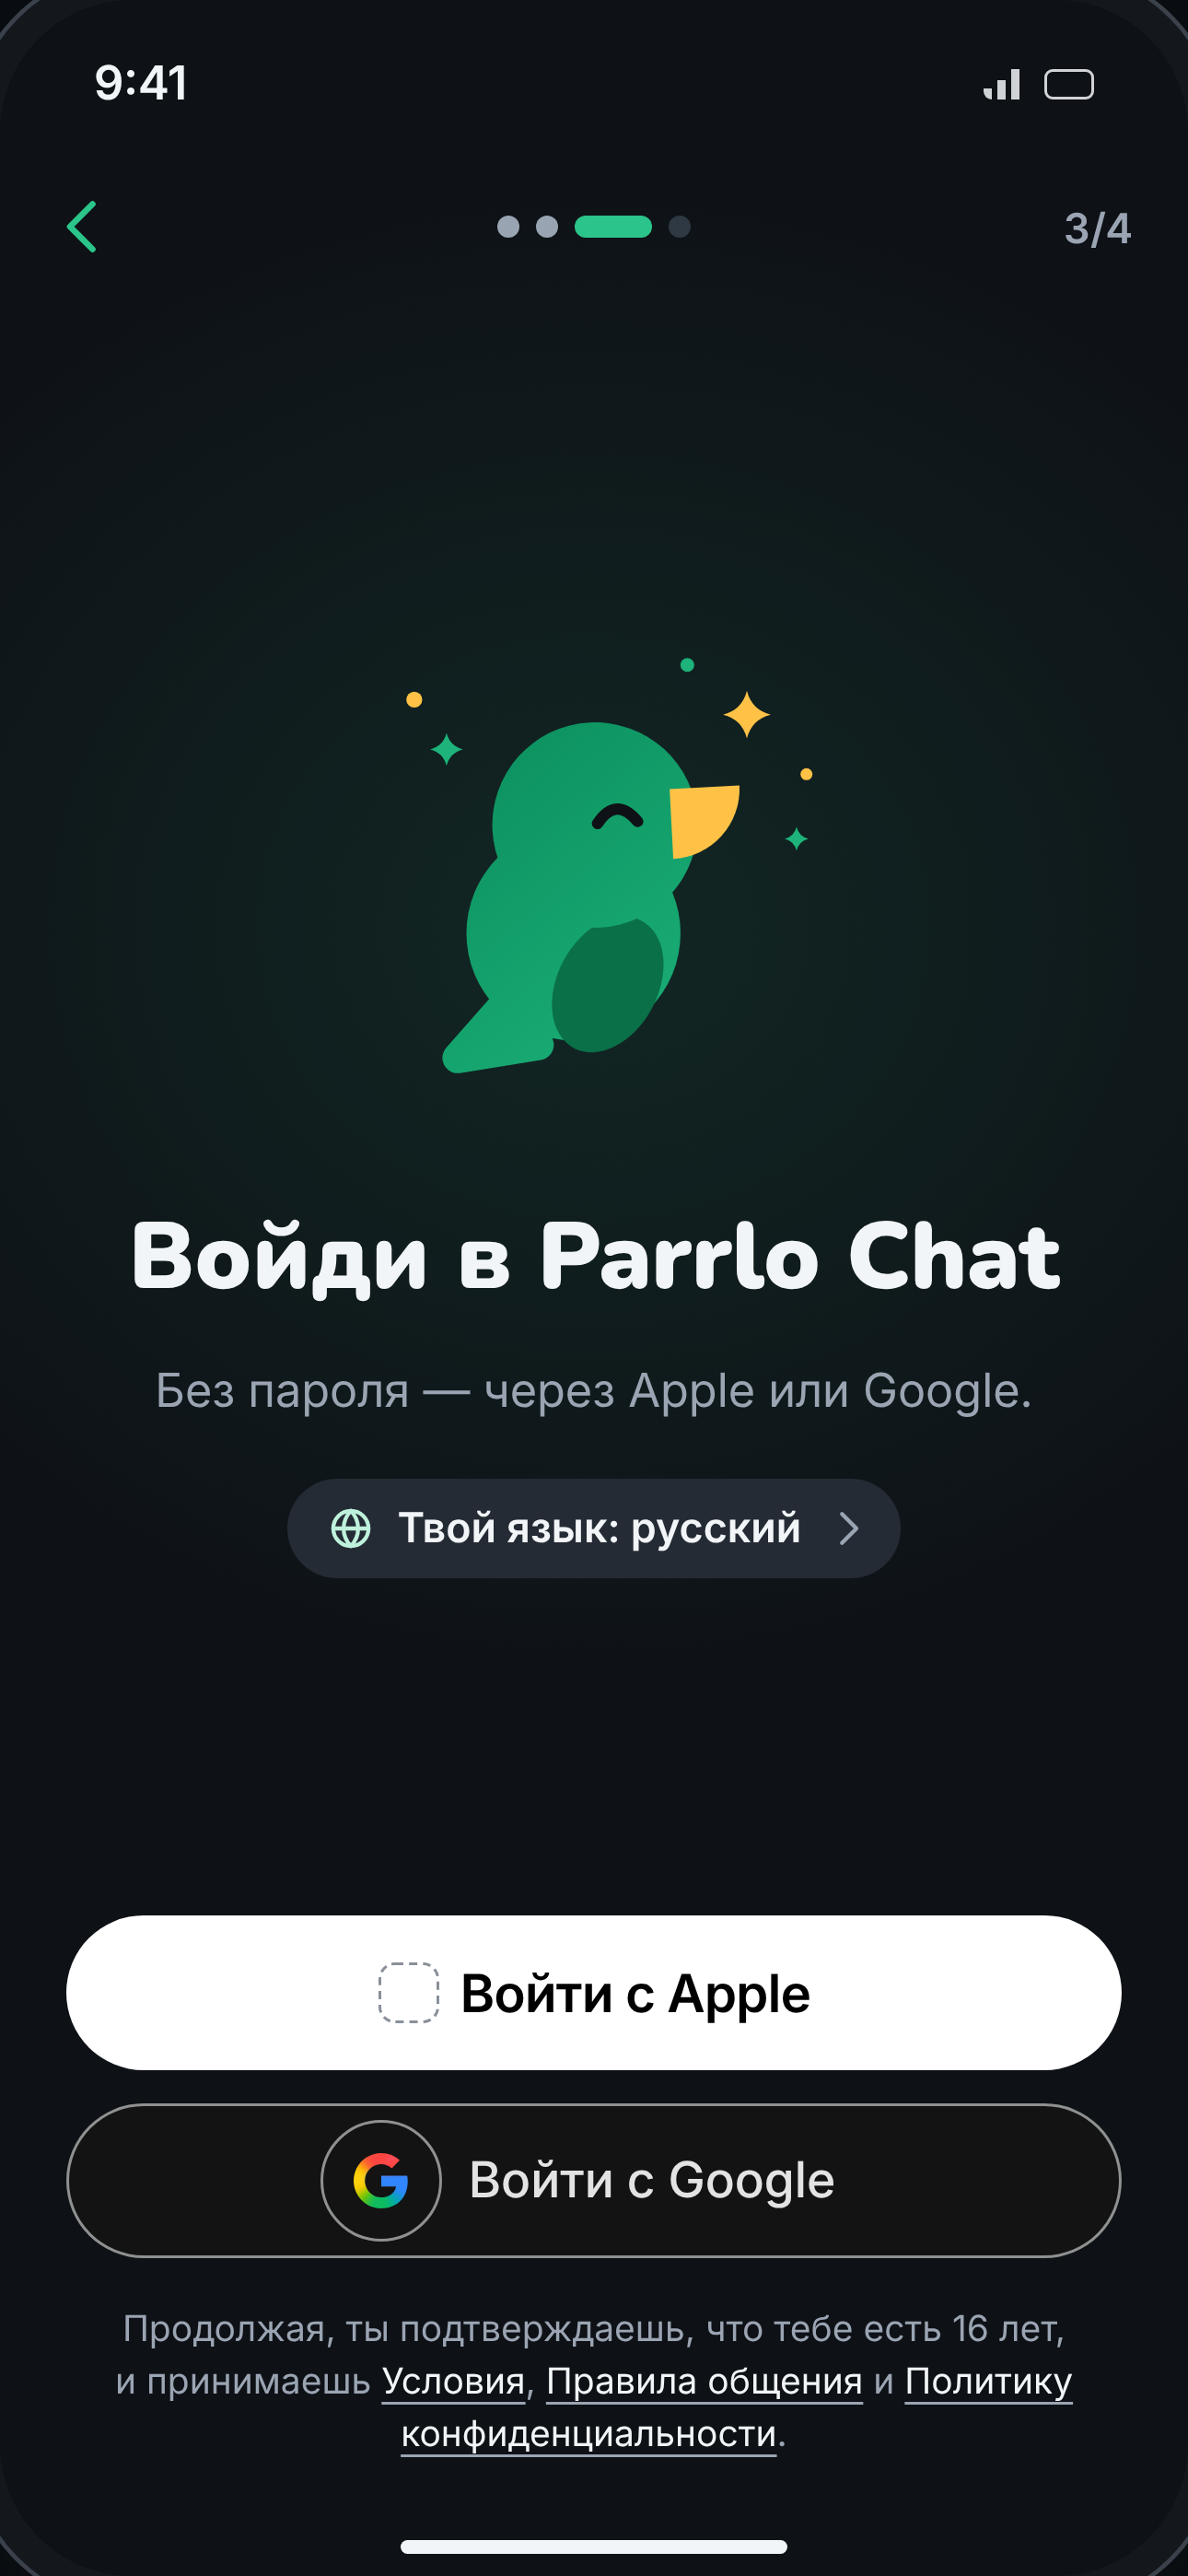 9:41
3/4
Войди в Parrlo Chat
Без пароля — через Apple или Google.
Твой язык: русский
Войти с Apple
Войти с Google
Продолжая, ты подтверждаешь, что тебе есть 16 лет,
и принимаешь Условия, Правила общения и Политику
конфиденциальности.